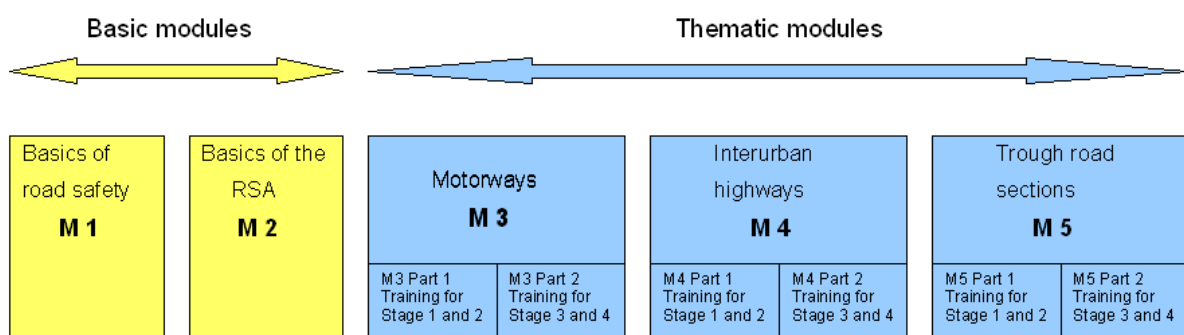 Basic modules
Thematic modules
Basics of
road safety
M 1
Basics of the
RSA
M 2
Motorways
M 3
Interurban
highways
M 4
Trough road
sections
M 5
M3 Part 1
Training for
Stage 1 and 2
M3 Part 2
Training for
Stage 3 and 4
M4 Part 1
Training for
Stage 1 and 2
M4 Part 2
Training for
Stage 3 and 4
M5 Part 1
Training for
Stage 1 and 2
M5 Part 2
Training for
Stage 3 and 4